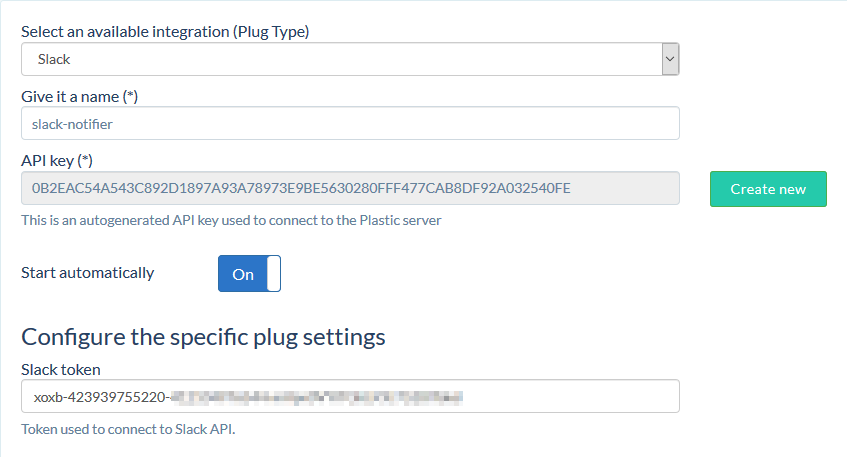 Select an available integration (Plug Type)
Slack
Give it a name (*)
slack-notifier
API key (*)
0B2EAC54A543C892D1897A93A78973E9BE5630280FFF477CAB8DF92A032540FE
Create new
This is an autogenerated API key used to connect to the Plastic server
Start automatically
On
Configure the specific plug settings
Slack token
xoxb-423939755220-
Token used to connect to Slack API.